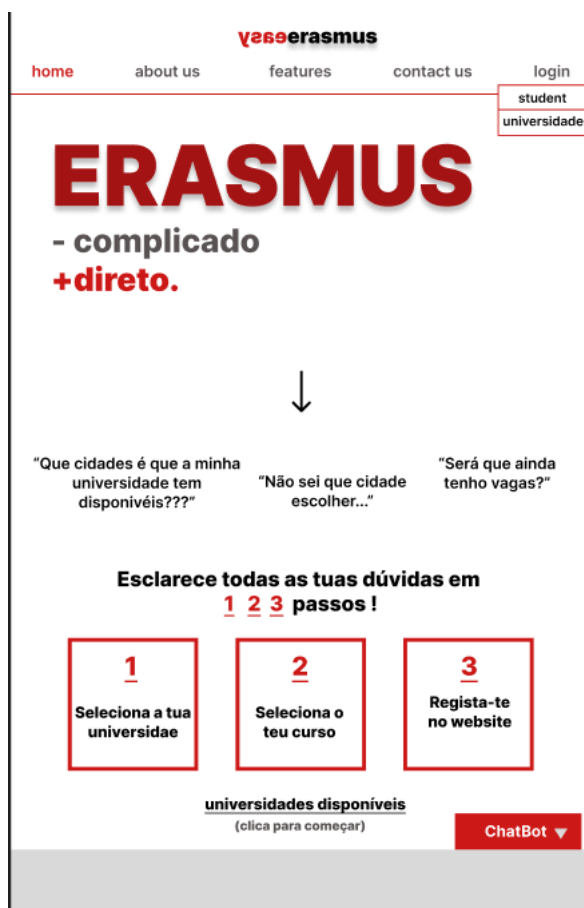 eeasyerasmus
home about us features contact us login
student
universidade
ERASMUS
- complicado
+direto.
“Que cidades é que a minha
universidade tem
disponivéis???”
“Não sei que cidade
escolher...”
“Será que ainda
tenho vagas?”
Esclarece todas as tuas dúvidas em
1 2 3 passos !
1
Seleciona a tua
universidae
2
Seleciona o
teu curso
3
Regista-te
no website
universidades disponíveis
(clica para começar)
ChatBot